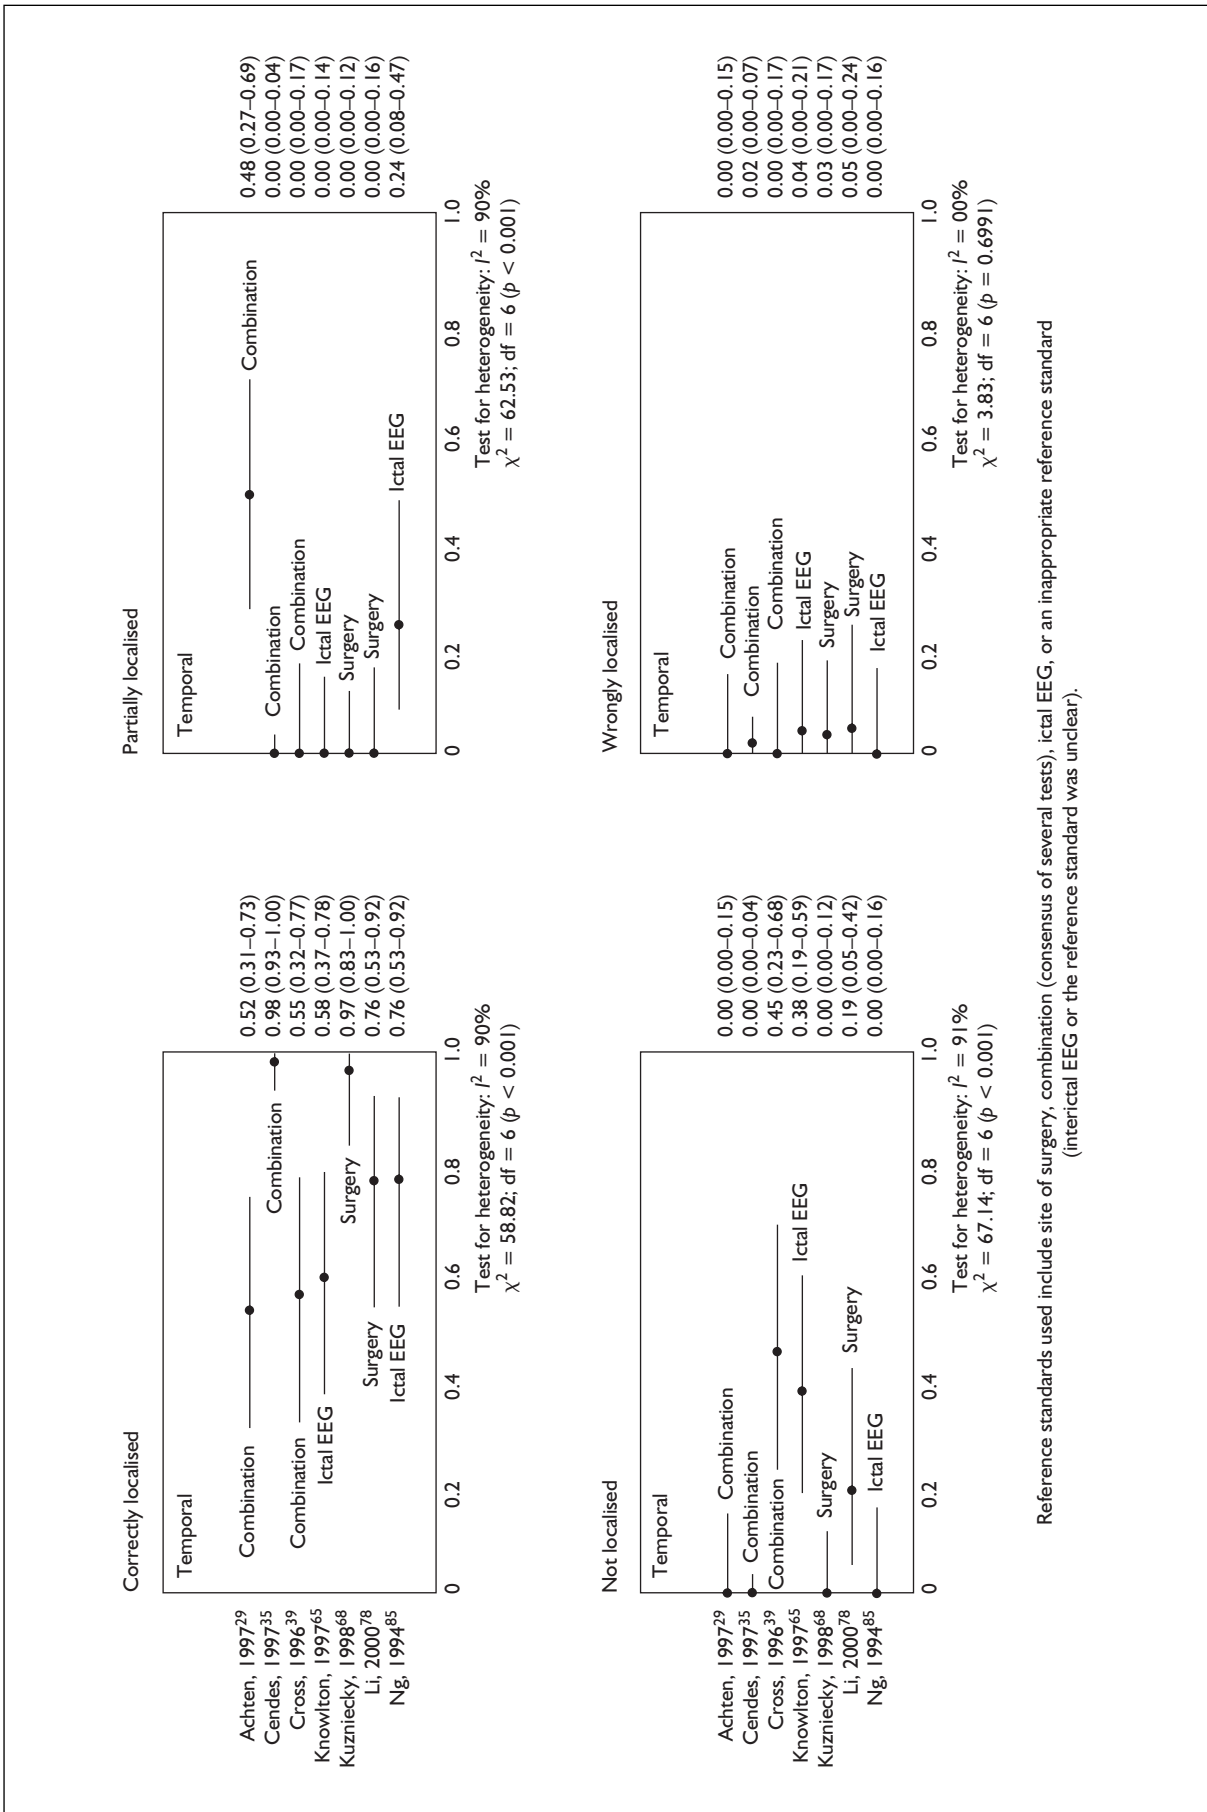 Correctly localised
Temporal
Achten, 1997²⁹ Combination 0.52 (0.31–0.73)
Cendes, 1997³⁵ Combination 0.98 (0.93–1.00)
Cross, 1996³⁹ Combination 0.55 (0.32–0.77)
Knowlton, 1997⁶⁵ Ictal EEG 0.58 (0.37–0.78)
Kuzniecky, 1998⁶⁸ Surgery 0.97 (0.83–1.00)
Li, 2000⁷⁸ Surgery 0.76 (0.53–0.92)
Ng, 1994⁸⁵ Ictal EEG 0.76 (0.53–0.92)
0 0.2 0.4 0.6 0.8 1.0
Test for heterogeneity: I² = 90%
χ² = 58.82; df = 6 (p < 0.001)
Partially localised
Temporal
Combination 0.48 (0.27–0.69)
Combination 0.00 (0.00–0.04)
Combination 0.00 (0.00–0.17)
Ictal EEG 0.00 (0.00–0.14)
Surgery 0.00 (0.00–0.12)
Surgery 0.00 (0.00–0.16)
Ictal EEG 0.24 (0.08–0.47)
0 0.2 0.4 0.6 0.8 1.0
Test for heterogeneity: I² = 90%
χ² = 62.53; df = 6 (p < 0.001)
Not localised
Temporal
Achten, 1997²⁹ Combination 0.00 (0.00–0.15)
Cendes, 1997³⁵ Combination 0.00 (0.00–0.04)
Cross, 1996³⁹ Combination 0.45 (0.23–0.68)
Knowlton, 1997⁶⁵ Ictal EEG 0.38 (0.19–0.59)
Kuzniecky, 1998⁶⁸ Surgery 0.00 (0.00–0.12)
Li, 2000⁷⁸ Surgery 0.19 (0.05–0.42)
Ng, 1994⁸⁵ Ictal EEG 0.00 (0.00–0.16)
0 0.2 0.4 0.6 0.8 1.0
Test for heterogeneity: I² = 91%
χ² = 67.14; df = 6 (p < 0.001)
Wrongly localised
Temporal
Combination 0.00 (0.00–0.15)
Combination 0.02 (0.00–0.07)
Combination 0.00 (0.00–0.17)
Ictal EEG 0.04 (0.00–0.21)
Surgery 0.03 (0.00–0.17)
Surgery 0.05 (0.00–0.24)
Ictal EEG 0.00 (0.00–0.16)
0 0.2 0.4 0.6 0.8 1.0
Test for heterogeneity: I² = 00%
χ² = 3.83; df = 6 (p = 0.6991)
Reference standards used include site of surgery, combination (consensus of several tests), ictal EEG, or an inappropriate reference standard
(interictal EEG or the reference standard was unclear).